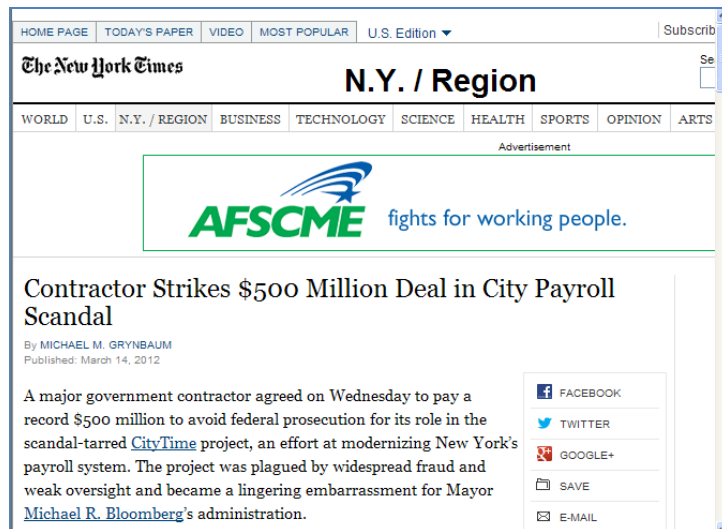 HOME PAGE TODAY'S PAPER VIDEO MOST POPULAR U.S. Edition Subscrib
The New York Times
N.Y. / Region
Se
WORLD U.S. N.Y. / REGION BUSINESS TECHNOLOGY SCIENCE HEALTH SPORTS OPINION ARTS
Advertisement
AFSCME fights for working people.
Contractor Strikes $500 Million Deal in City Payroll
Scandal
By MICHAEL M. GRYNBAUM
Published: March 14, 2012
A major government contractor agreed on Wednesday to pay a
record $500 million to avoid federal prosecution for its role in the
scandal-tarred CityTime project, an effort at modernizing New York's
payroll system. The project was plagued by widespread fraud and
weak oversight and became a lingering embarrassment for Mayor
Michael R. Bloomberg's administration.
FACEBOOK
TWITTER
GOOGLE+
SAVE
E-MAIL